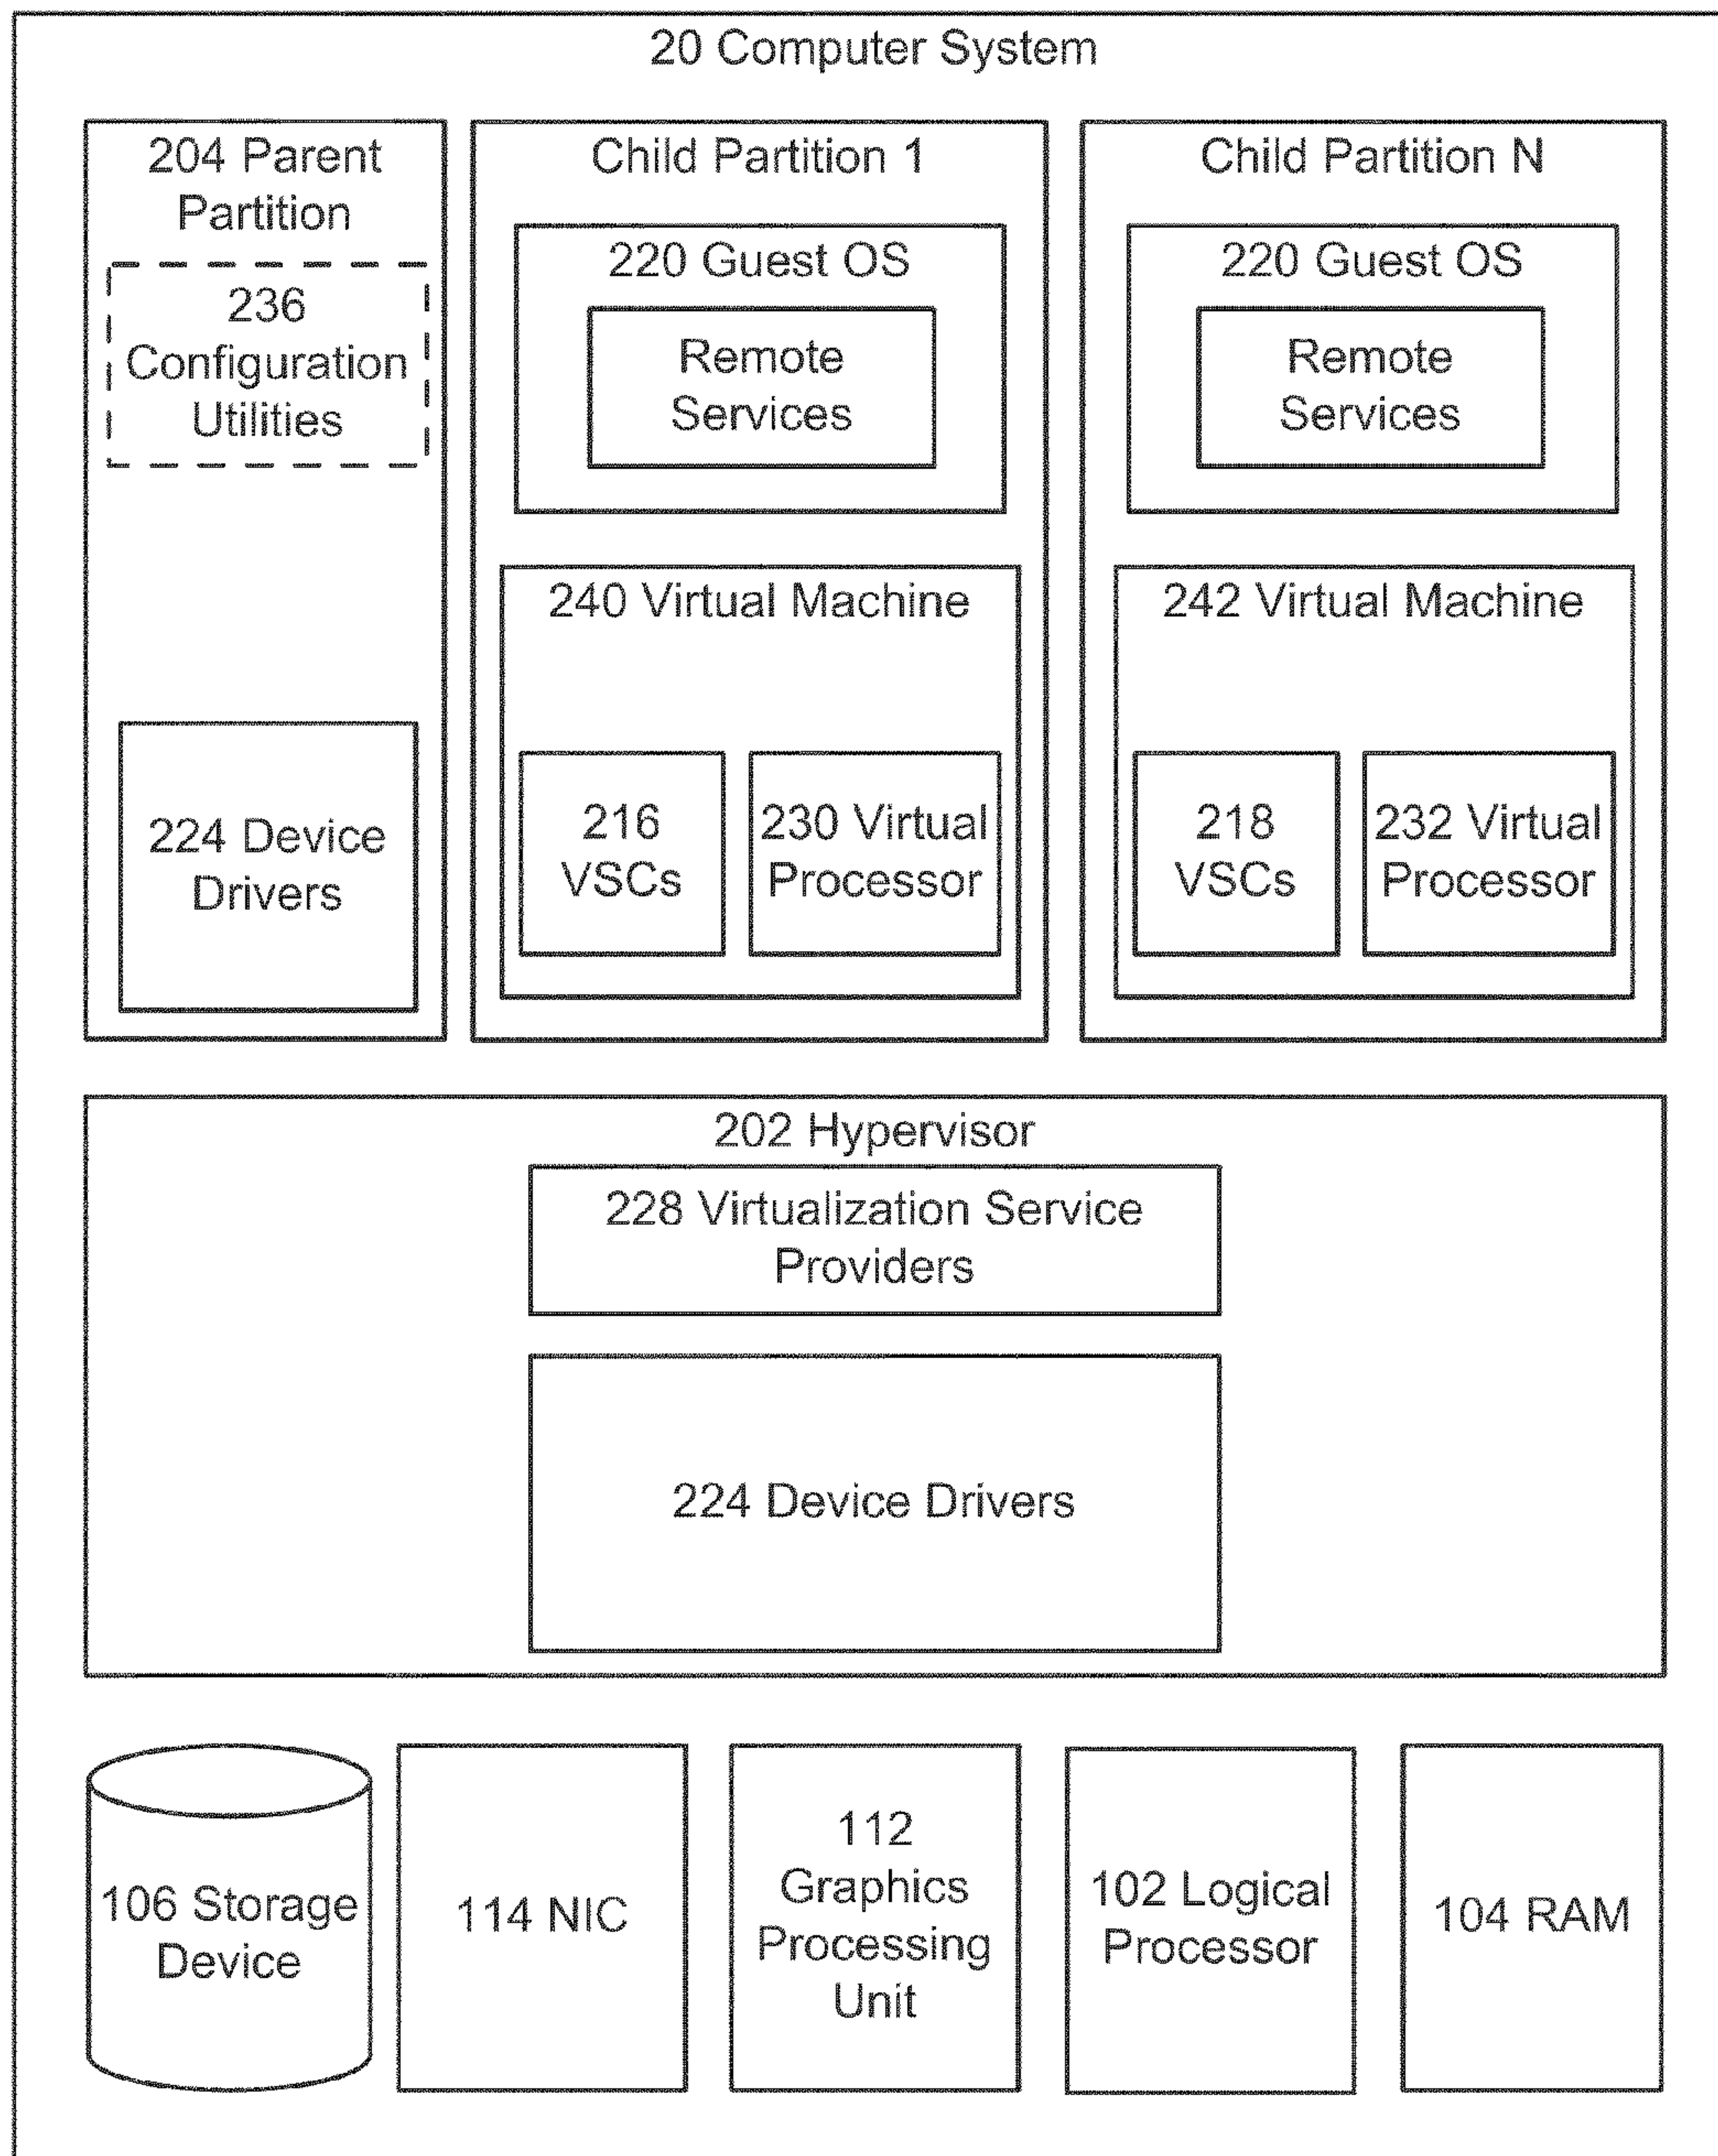 20 Computer System
204 Parent
Partition
236
Configuration
Utilities
224 Device
Drivers
Child Partition 1
220 Guest OS
Remote
Services
240 Virtual Machine
216
VSCs
230 Virtual
Processor
Child Partition N
220 Guest OS
Remote
Services
242 Virtual Machine
218
VSCs
232 Virtual
Processor
202 Hypervisor
228 Virtualization Service
Providers
224 Device Drivers
106 Storage
Device
114 NIC
112
Graphics
Processing
Unit
102 Logical
Processor
104 RAM